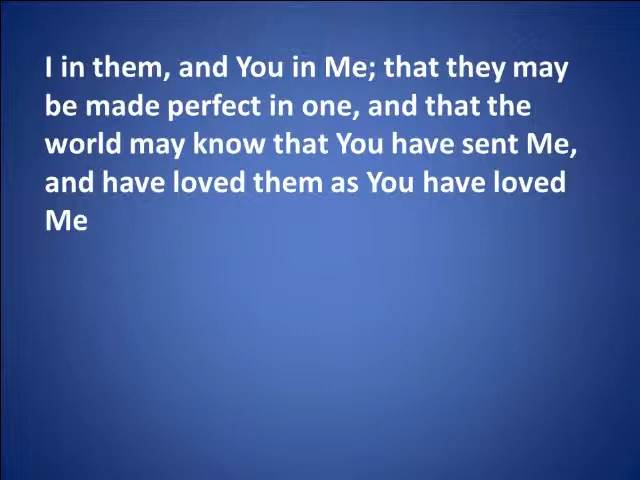 I in them, and You in Me; that they may
be made perfect in one, and that the
world may know that You have sent Me,
and have loved them as You have loved
Me